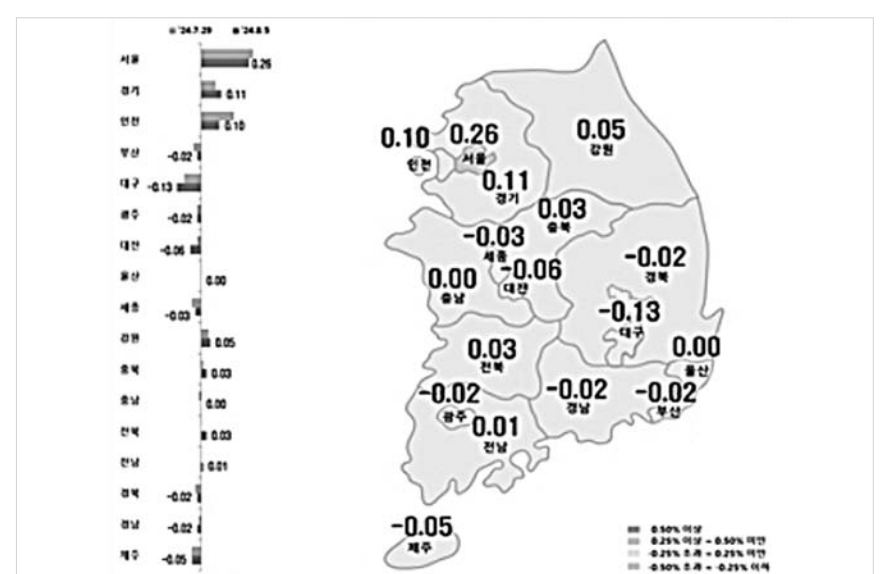 '24.7.29 '24.8.5
서울 0.26
경기 0.11
인천 0.10
부산 -0.02
대구 -0.13
광주 -0.02
대전 -0.06
울산 0.00
세종 -0.03
강원 0.05
충북 0.03
충남 0.00
전북 0.03
전남 0.01
경북 -0.02
경남 -0.02
제주 -0.05
0.10
인천
0.26
서울
0.05
강원
0.11
경기
0.03
충북
-0.03
세종
-0.06
대전
0.00
충남
-0.02
경북
-0.13
대구
0.00
울산
0.03
전북
-0.02
경남
-0.02
부산
-0.02
광주
0.01
전남
-0.05
제주
0.50% 이상
0.25% 이상 ~ 0.50% 미만
-0.25% 초과 ~ 0.25% 미만
-0.50% 초과 ~ -0.25% 이하